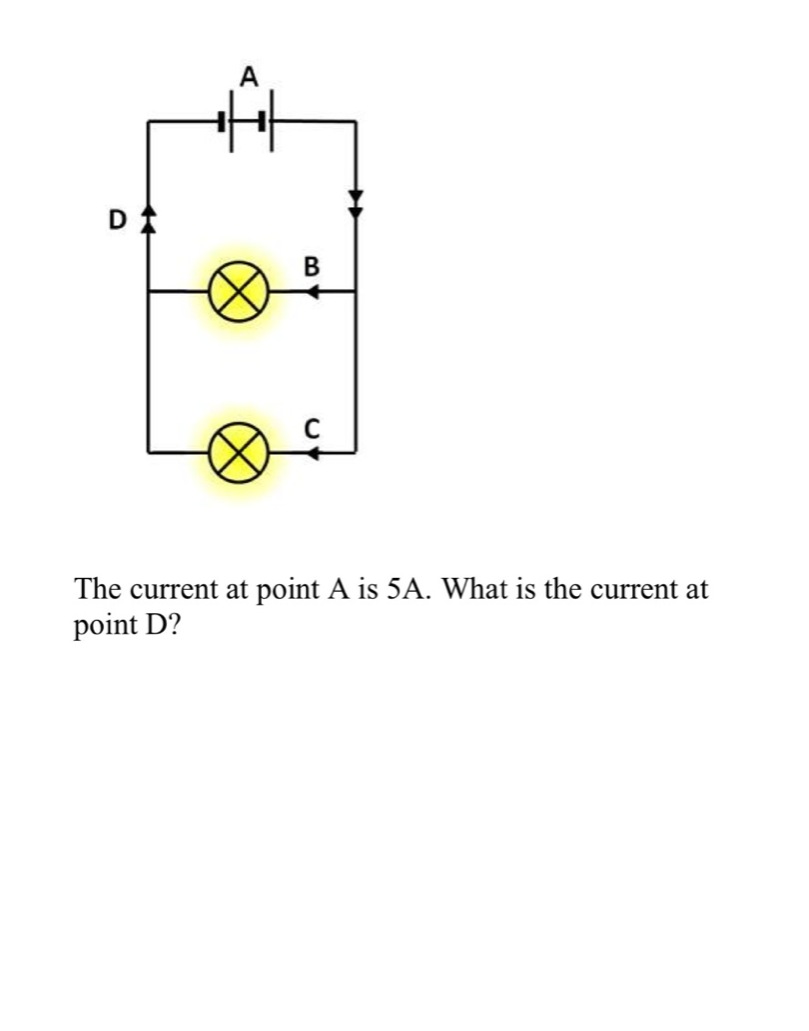 A
D
B
C
The current at point A is 5A. What is the current at
point D?